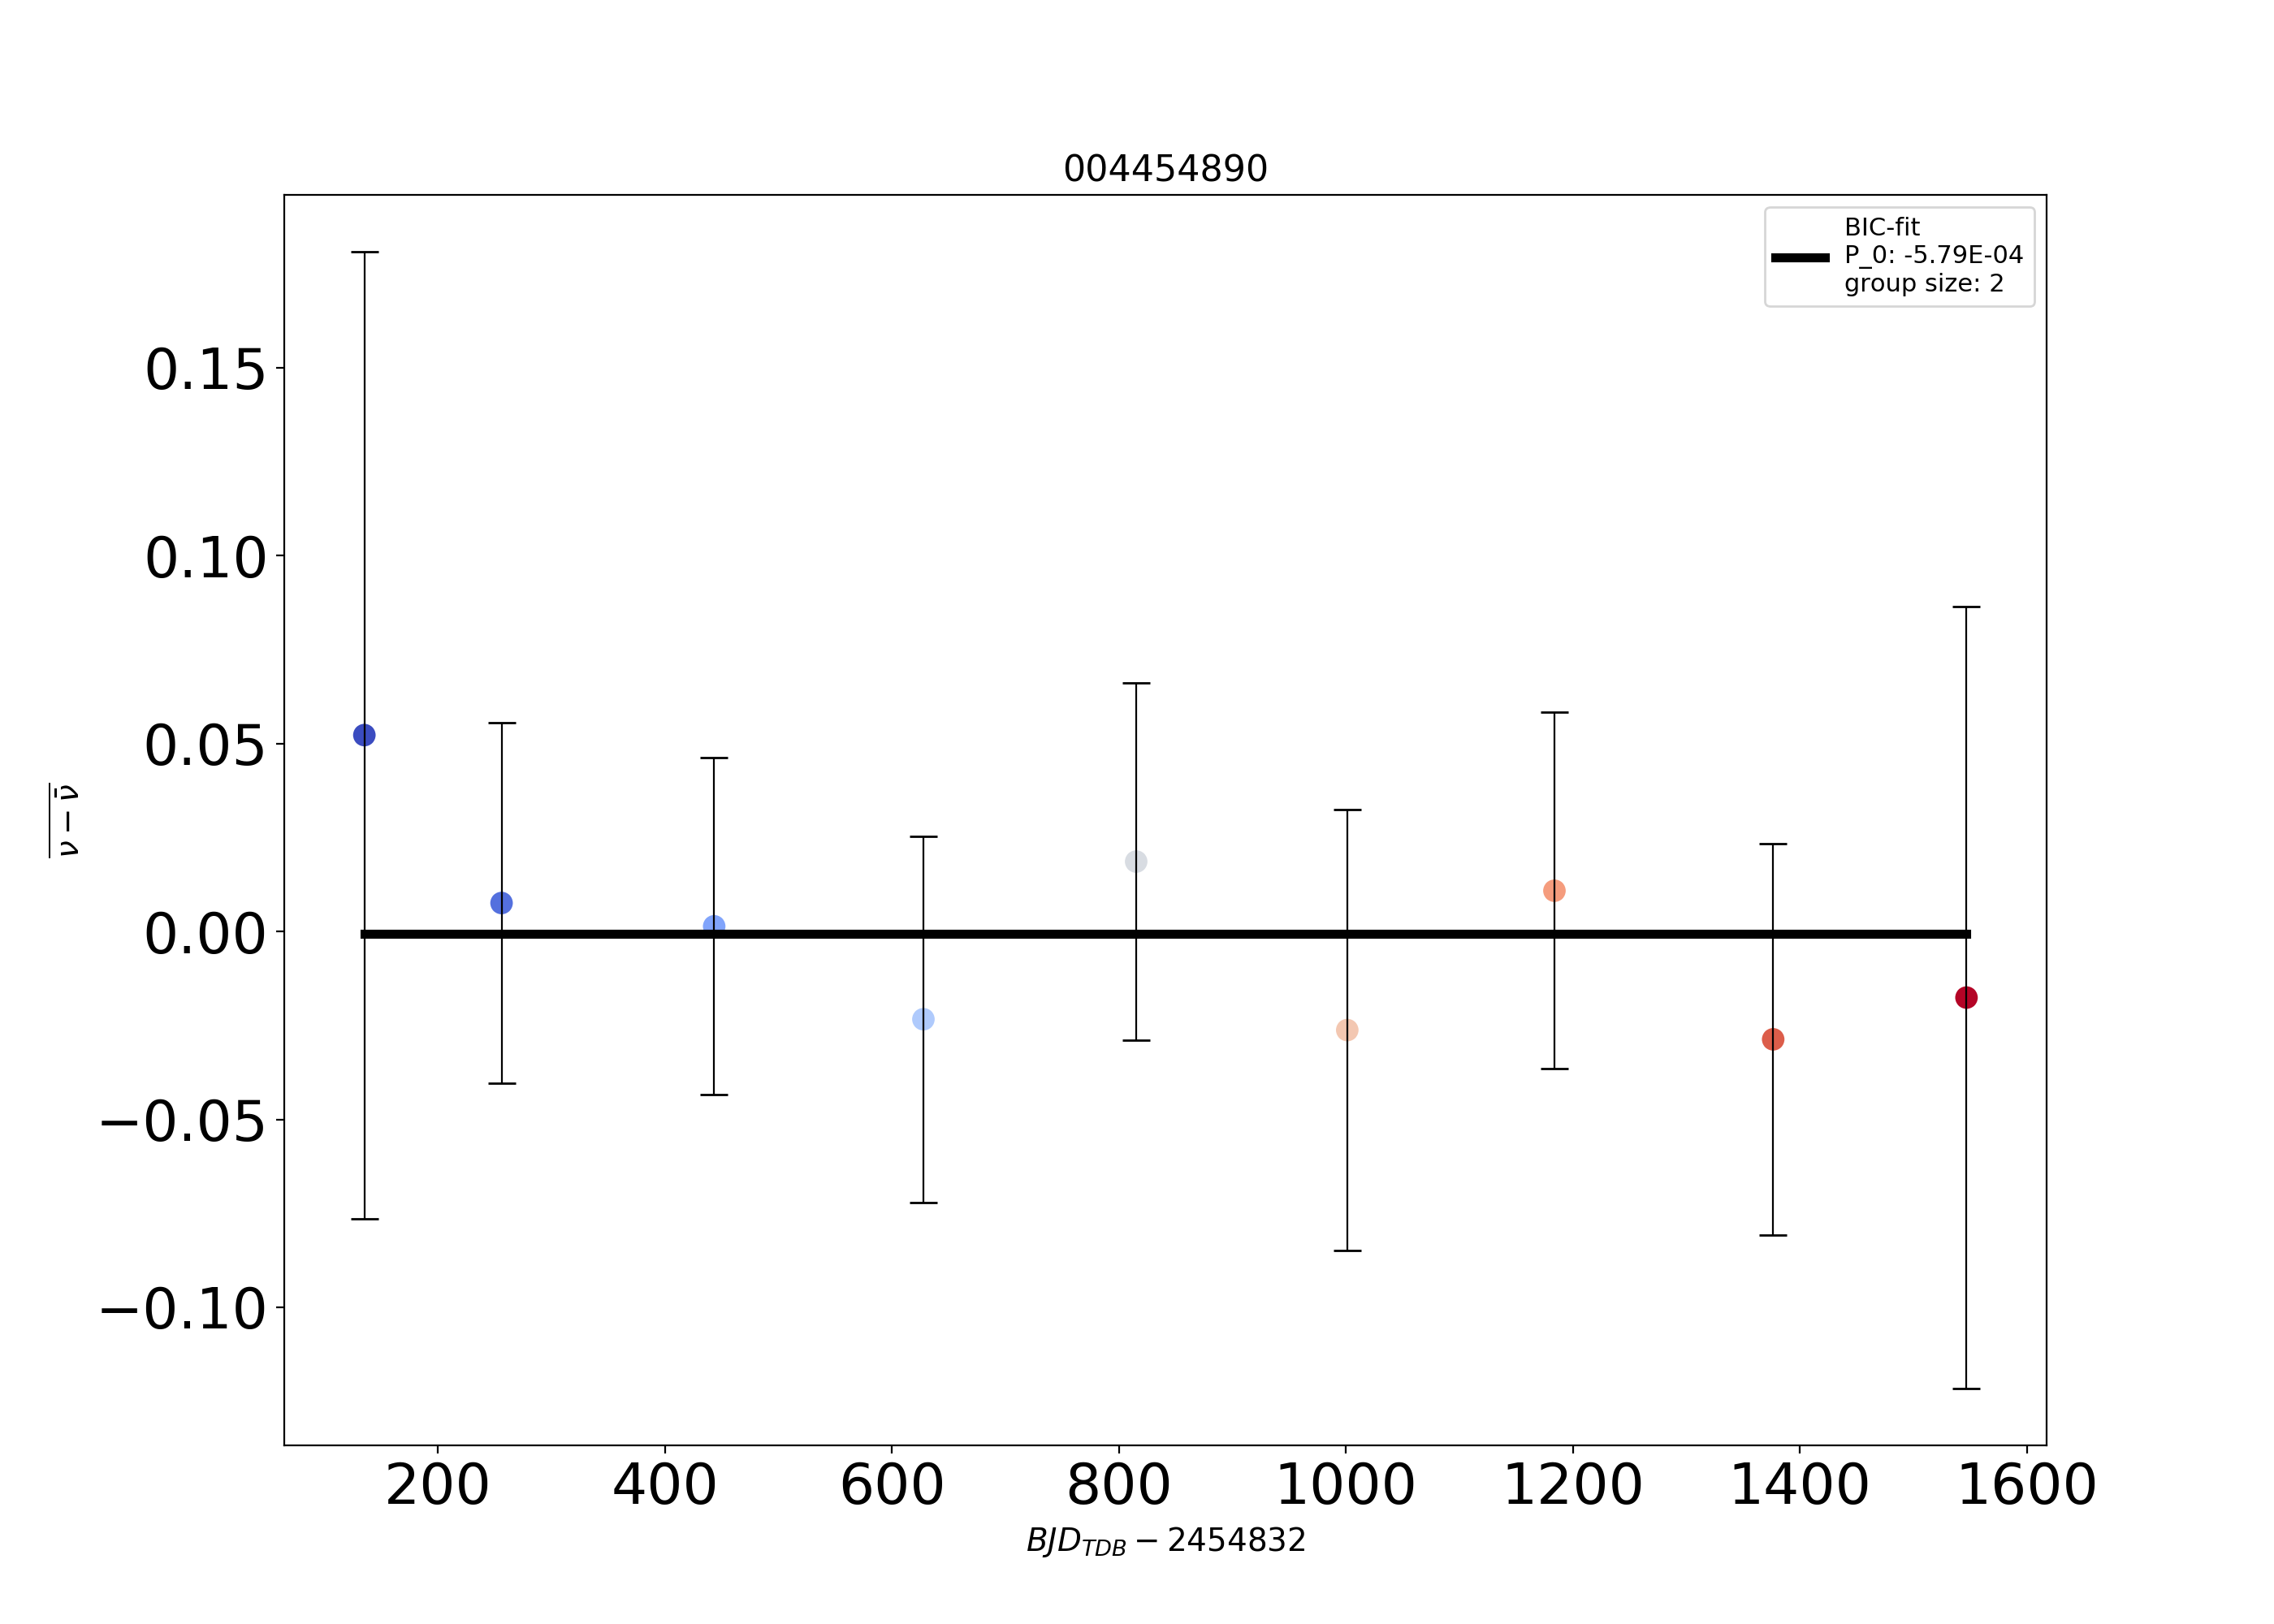 004454890
BIC-fit
P_0: -5.79E-04
group size: 2
0.15
0.10
0.05
0.00
−0.05
−0.10
ν − ν̄
200 400 600 800 1000 1200 1400 1600
BJD_TDB − 2454832